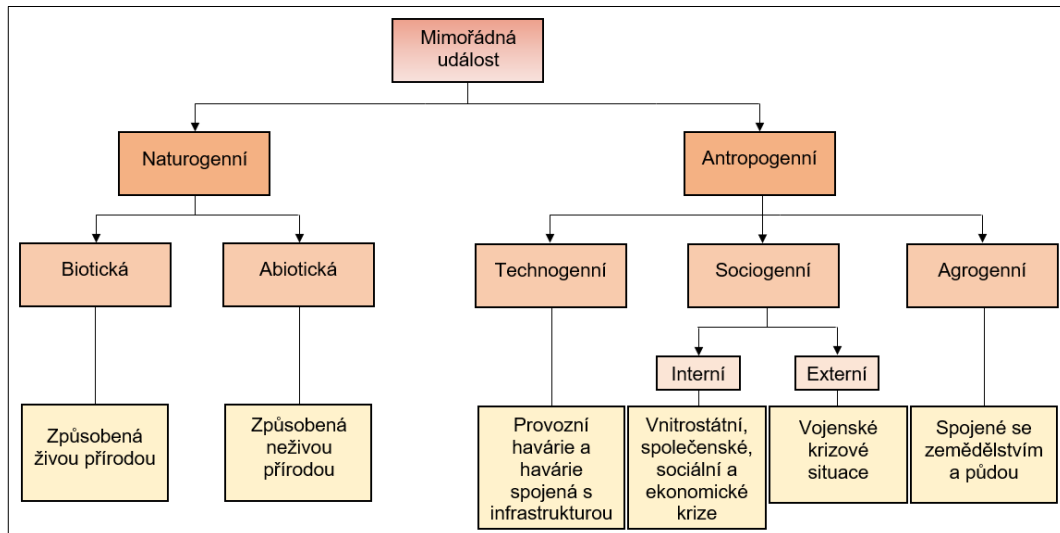 Mimořádná
událost
Naturogenní
Antropogenní
Biotická
Abiotická
Technogenní
Sociogenní
Agrogenní
Interní
Externí
Způsobená
živou přírodou
Způsobená
neživou
přírodou
Provozní
havárie a
havárie
spojená s
infrastrukturou
Vnitrostátní,
společenské,
sociální a
ekonomické
krize
Vojenské
krizové
situace
Spojené se
zemědělstvím
a půdou